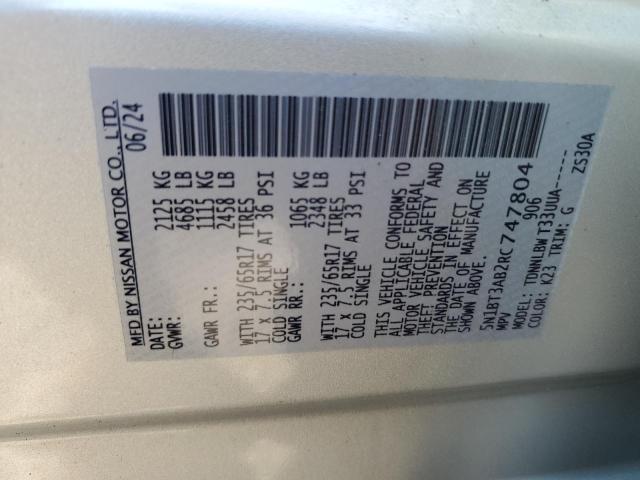 MFD BY NISSAN MOTOR CO., LTD.
DATE: 06/24
GVWR: 2125 KG
4685 LB
GAWR FR.: 1115 KG
2458 LB
WITH 235/65R17 TIRES
17 X 7.5 RIMS AT 36 PSI
COLD SINGLE
GAWR RR.: 1065 KG
2348 LB
WITH 235/65R17 TIRES
17 X 7.5 RIMS AT 33 PSI
COLD SINGLE
THIS VEHICLE CONFORMS TO
ALL APPLICABLE FEDERAL
MOTOR VEHICLE SAFETY AND
THEFT PREVENTION
STANDARDS IN EFFECT ON
THE DATE OF MANUFACTURE
SHOWN ABOVE.
5N1BT3AB2RC747804
MPV 906
MODEL: TDNNLBWT33UUA------
COLOR: K23 TRIM: G ZS30A